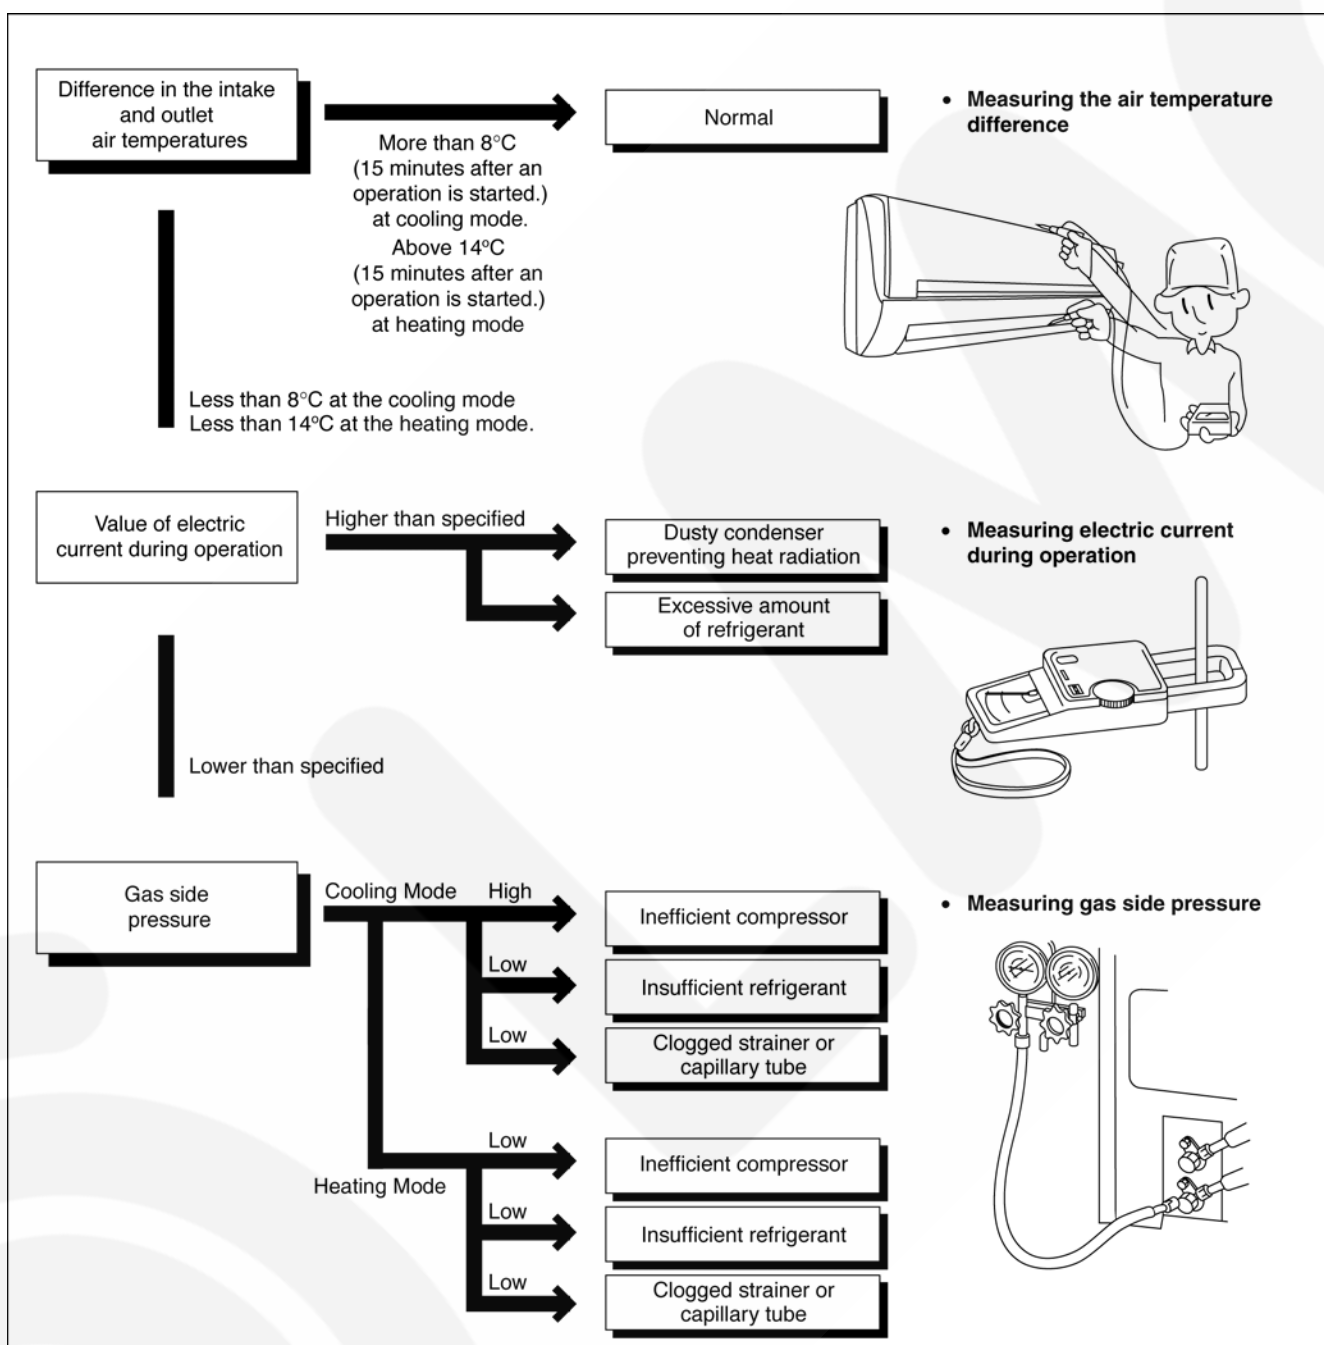 Difference in the intake
and outlet
air temperatures
More than 8°C
(15 minutes after an
operation is started.)
at cooling mode.
Above 14°C
(15 minutes after an
operation is started.)
at heating mode
Normal
• Measuring the air temperature
difference
Less than 8°C at the cooling mode
Less than 14°C at the heating mode.
Value of electric
current during operation
Higher than specified
Dusty condenser
preventing heat radiation
Excessive amount
of refrigerant
• Measuring electric current
during operation
Lower than specified
Gas side
pressure
Cooling Mode
High
Inefficient compressor
Low
Insufficient refrigerant
Low
Clogged strainer or
capillary tube
Heating Mode
Low
Inefficient compressor
Low
Insufficient refrigerant
Low
Clogged strainer or
capillary tube
• Measuring gas side pressure